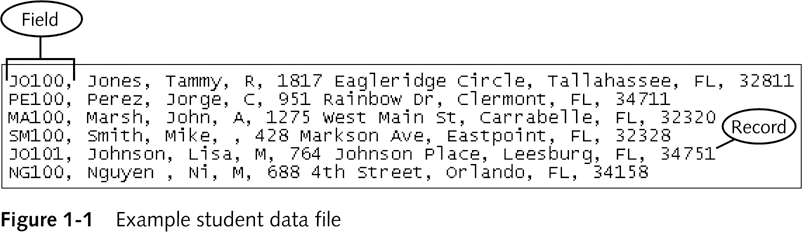 Field
JO100, Jones, Tammy, R, 1817 Eagleridge Circle, Tallahassee, FL, 32811
PE100, Perez, Jorge, C, 951 Rainbow Dr, Clermont, FL, 34711
MA100, Marsh, John, A, 1275 West Main St, Carrabelle, FL, 32320
SM100, Smith, Mike, , 428 Markson Ave, Eastpoint, FL, 32328
JO101, Johnson, Lisa, M, 764 Johnson Place, Leesburg, FL, 34751
Record
NG100, Nguyen , Ni, M, 688 4th Street, Orlando, FL, 34158
Figure 1-1 Example student data file